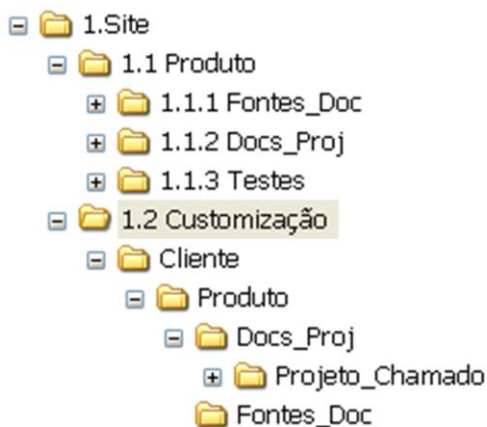 1.Site
1.1 Produto
1.1.1 Fontes_Doc
1.1.2 Docs_Proj
1.1.3 Testes
1.2 Customização
Cliente
Produto
Docs_Proj
Projeto_Chamado
Fontes_Doc